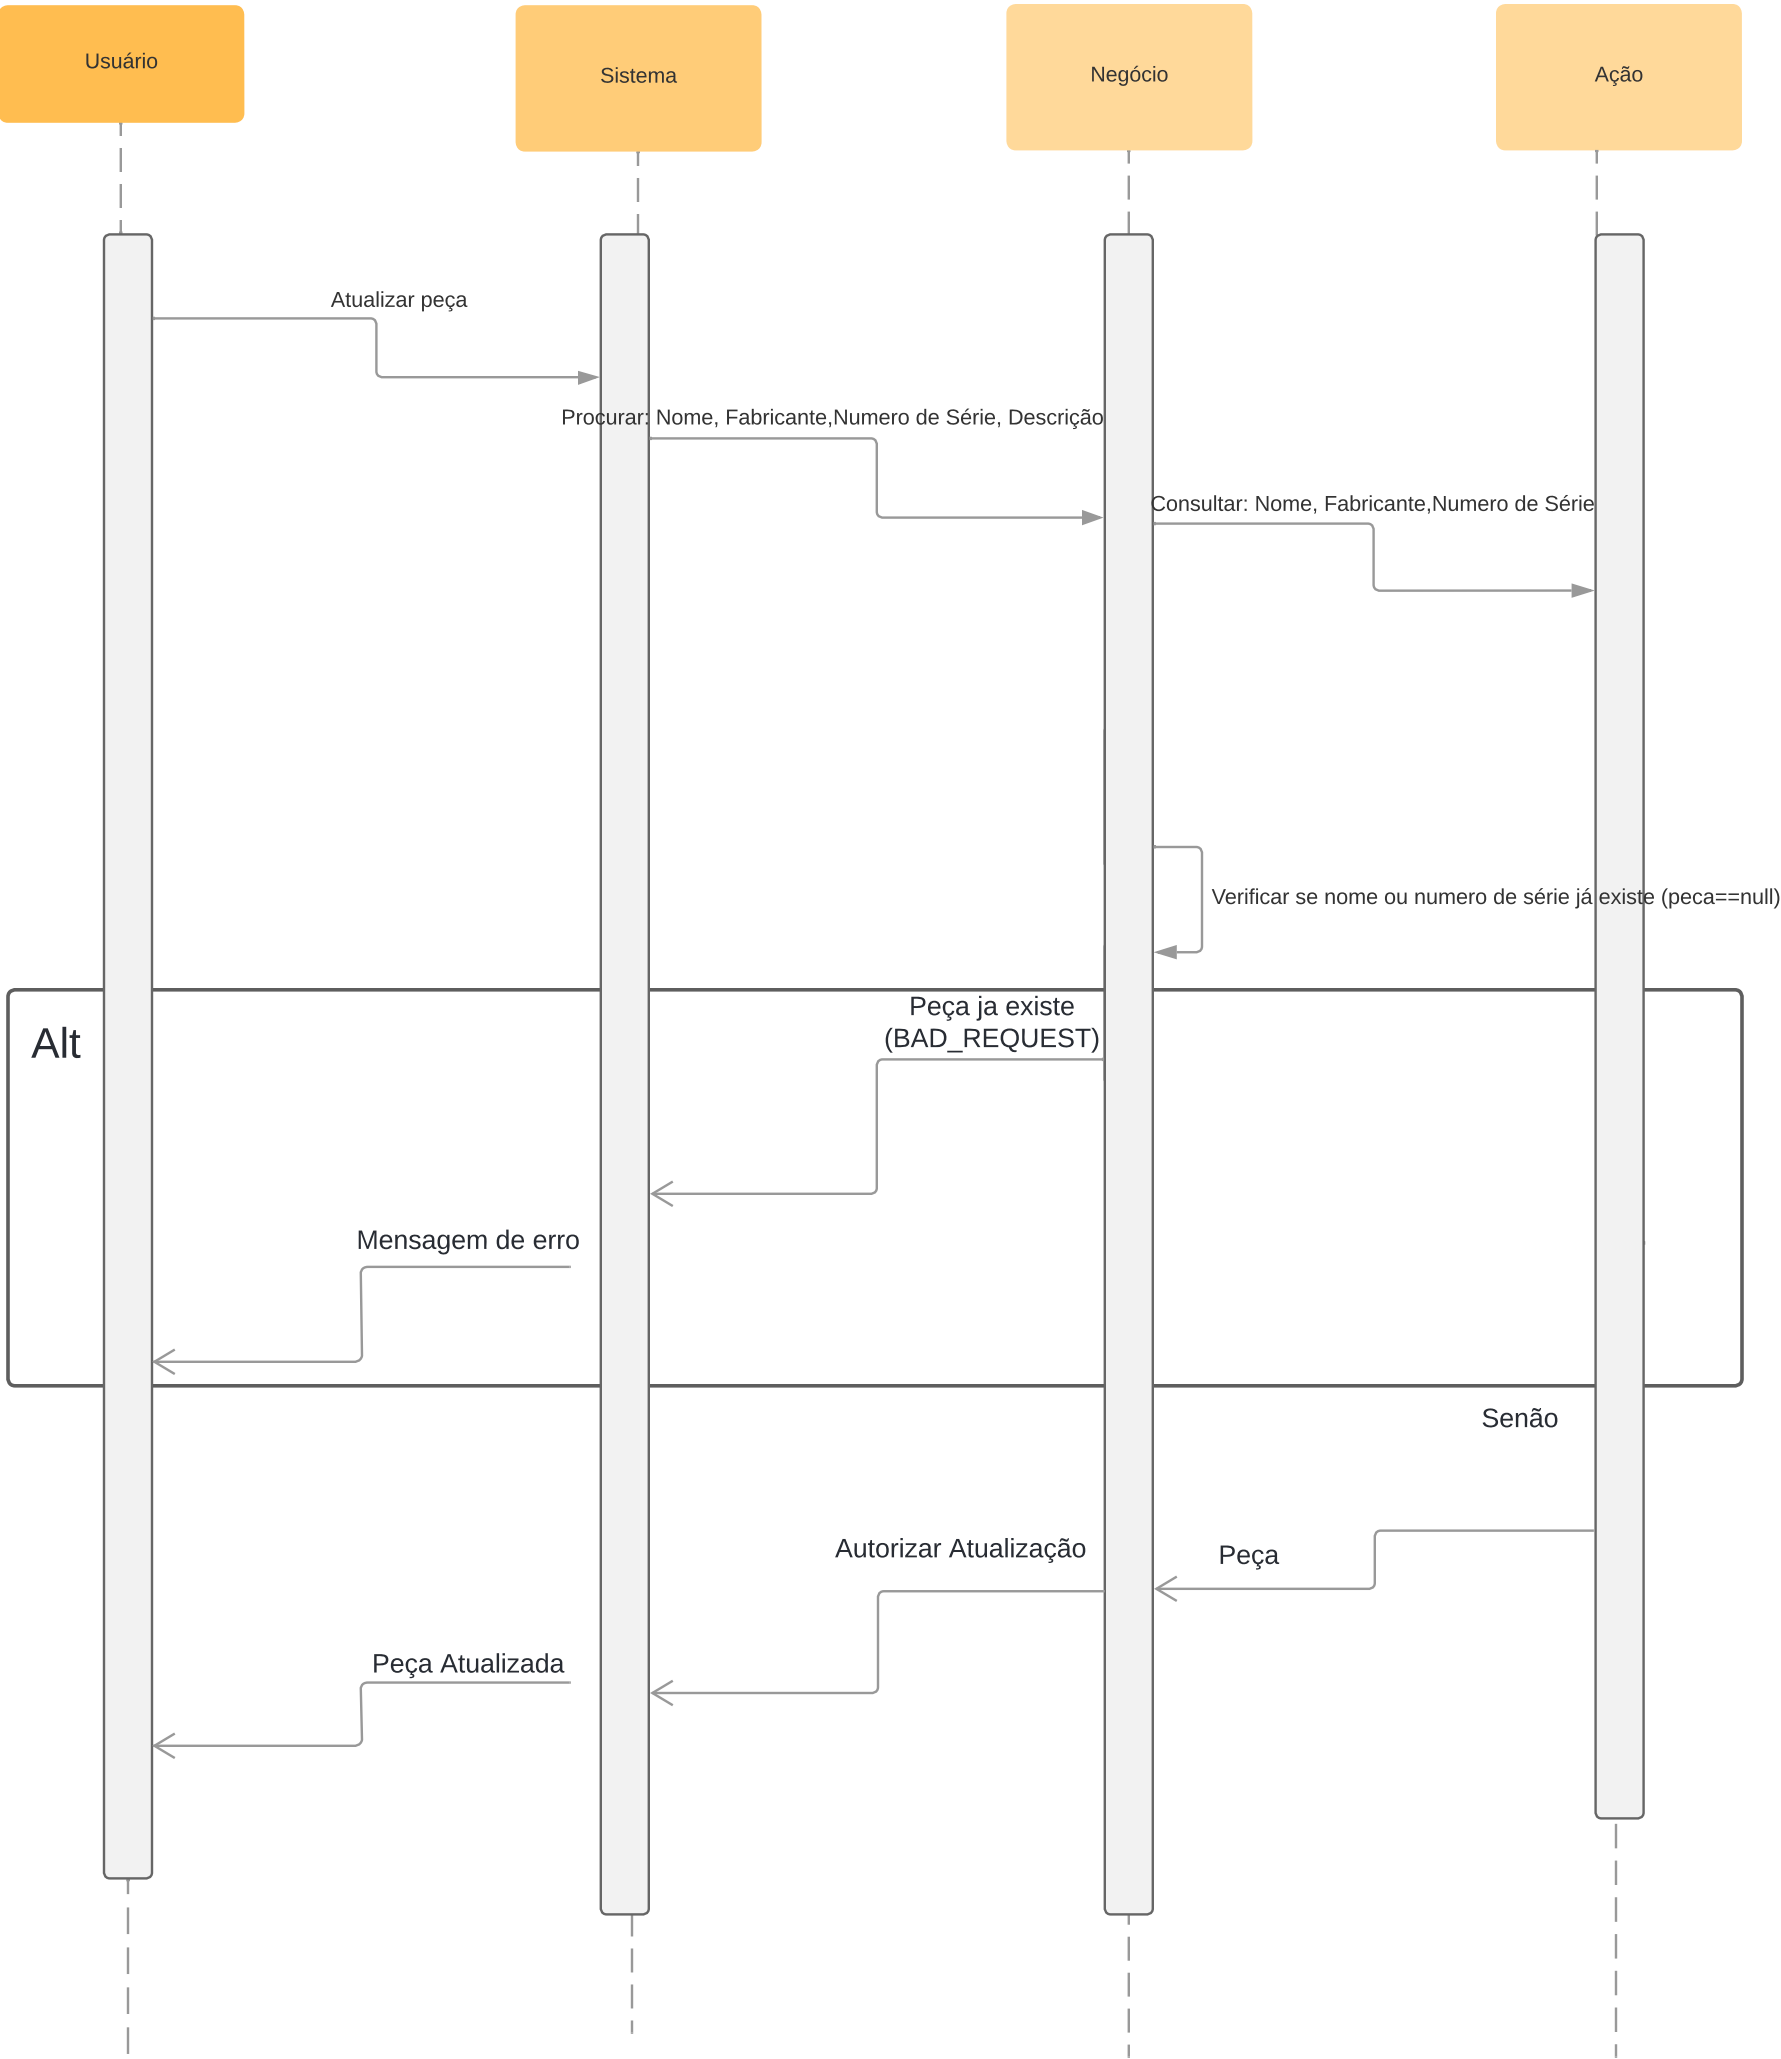 Usuário
Sistema
Negócio
Ação
Atualizar peça
Procurar: Nome, Fabricante,Numero de Série, Descrição
Consultar: Nome, Fabricante,Numero de Série
Verificar se nome ou numero de série já existe (peca==null)
Alt
Peça ja existe
(BAD_REQUEST)
Mensagem de erro
Senão
Autorizar Atualização
Peça
Peça Atualizada